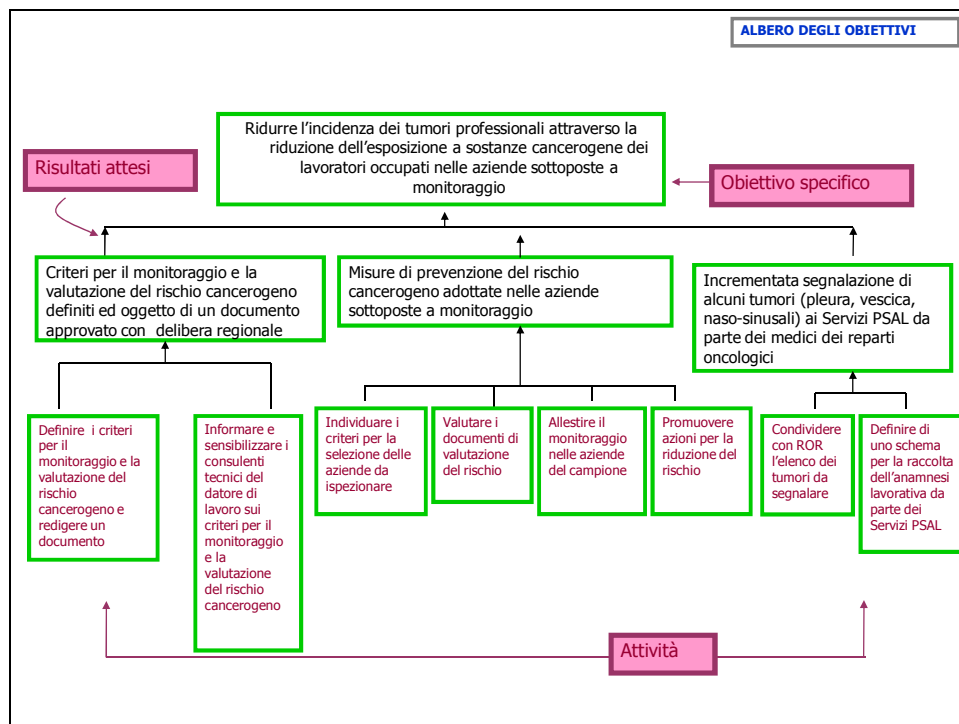 ALBERO DEGLI OBIETTIVI
Ridurre l'incidenza dei tumori professionali attraverso la
riduzione dell'esposizione a sostanze cancerogene dei
lavoratori occupati nelle aziende sottoposte a
monitoraggio
Risultati attesi
Obiettivo specifico
Criteri per il monitoraggio e la
valutazione del rischio cancerogeno
definiti ed oggetto di un documento
approvato con delibera regionale
Misure di prevenzione del rischio
cancerogeno adottate nelle aziende
sottoposte a monitoraggio
Incrementata segnalazione di
alcuni tumori (pleura, vescica,
naso-sinusali) ai Servizi PSAL da
parte dei medici dei reparti
oncologici
Definire i criteri
per il
monitoraggio e la
valutazione del
rischio
cancerogeno e
redigere un
documento
Informare e
sensibilizzare i
consulenti
tecnici del
datore di
lavoro sui
criteri per il
monitoraggio
e la
valutazione
del rischio
cancerogeno
Individuare i
criteri per la
selezione delle
aziende da
ispezionare
Valutare i
documenti di
valutazione
del rischio
Allestire il
monitoraggio
nelle aziende
del campione
Promuovere
azioni per la
riduzione del
rischio
Condividere
con ROR
l'elenco dei
tumori da
segnalare
Definire di
uno schema
per la raccolta
dell'anamnesi
lavorativa da
parte dei
Servizi PSAL
Attività